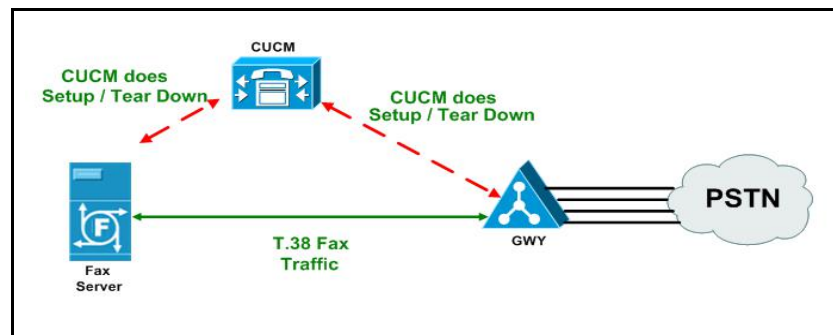 CUCM
CUCM does
Setup / Tear Down
CUCM does
Setup / Tear Down
F
PSTN
GWY
T.38 Fax
Traffic
Fax
Server